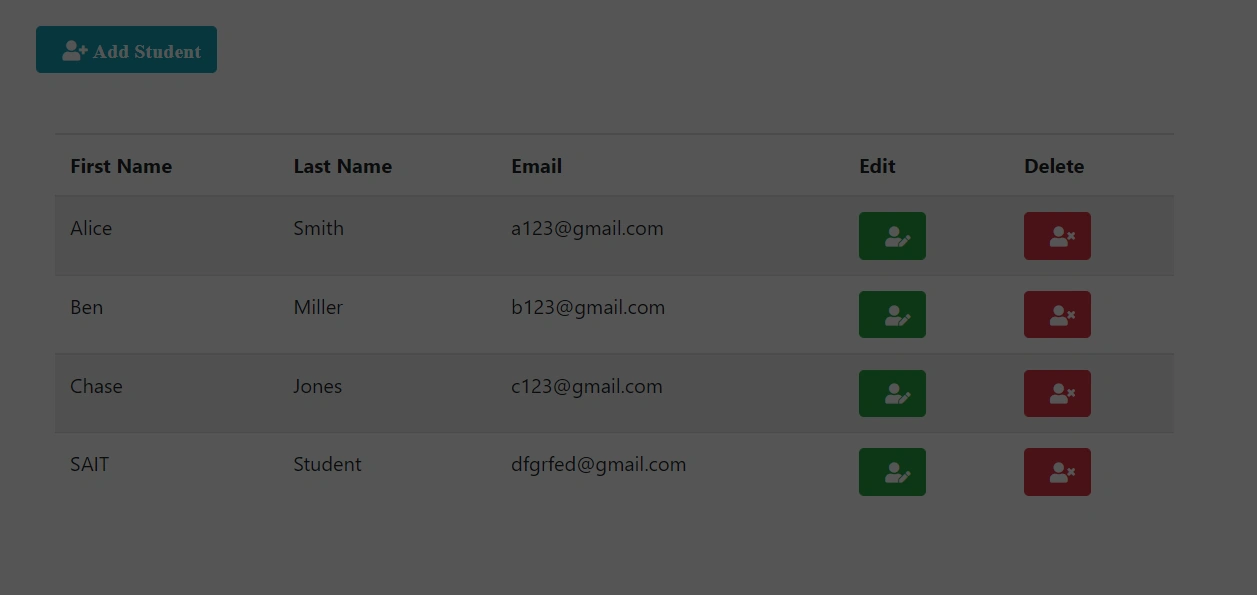 Add Student
First Name Last Name Email Edit Delete
Alice Smith a123@gmail.com
Ben Miller b123@gmail.com
Chase Jones c123@gmail.com
SAIT Student dfgrfed@gmail.com